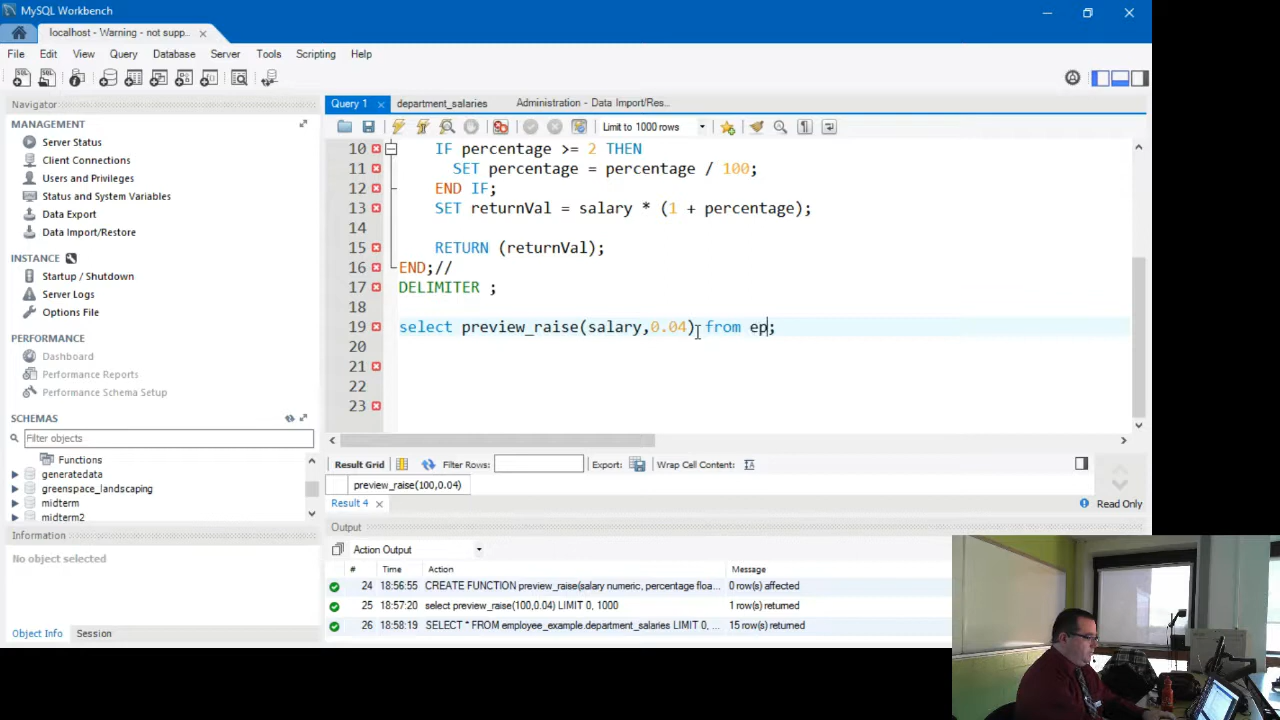 MySQL Workbench
localhost - Warning - not supp..
File Edit View Query Database Server Tools Scripting Help
Navigator
MANAGEMENT
Server Status
Client Connections
Users and Privileges
Status and System Variables
Data Export
Data Import/Restore
INSTANCE
Startup / Shutdown
Server Logs
Options File
PERFORMANCE
Dashboard
Performance Reports
Performance Schema Setup
SCHEMAS
Filter objects
Functions
generatedata
greenspace_landscaping
midterm
midterm2
Information
No object selected
Object Info Session
Query 1 department_salaries Administration - Data Import/Res...
Limit to 1000 rows
10 IF percentage >= 2 THEN
11 SET percentage = percentage / 100;
12 END IF;
13 SET returnVal = salary * (1 + percentage);
14
15 RETURN (returnVal);
16 END;//
17 DELIMITER ;
18
19 select preview_raise(salary,0.04) from ep;
20
21
22
23
Result Grid Filter Rows: Export: Wrap Cell Content:
preview_raise(100,0.04)
Result 4 Read Only
Output
Action Output
# Time Action Message
24 18:56:55 CREATE FUNCTION preview_raise(salary numeric, percentage floa... 0 row(s) affected
25 18:57:20 select preview_raise(100,0.04) LIMIT 0, 1000 1 row(s) returned
26 18:58:19 SELECT * FROM employee_example.department_salaries LIMIT 0, ... 15 row(s) returned